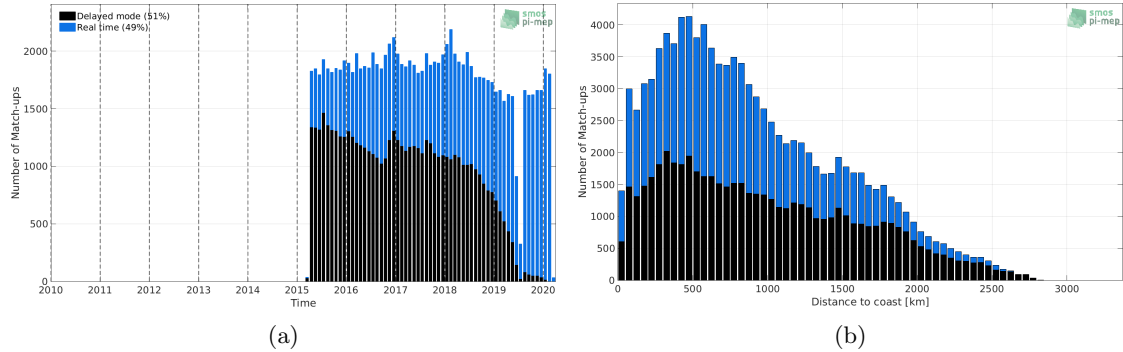 Delayed mode (51%)
Real time (49%)
smos
pi-mep
2000
1500
1000
500
0
Number of Match-ups
2010 2011 2012 2013 2014 2015 2016 2017 2018 2019 2020
Time
(a)
smos
pi-mep
4000
3500
3000
2500
2000
1500
1000
500
0
Number of Match-ups
0 500 1000 1500 2000 2500 3000
Distance to coast [km]
(b)